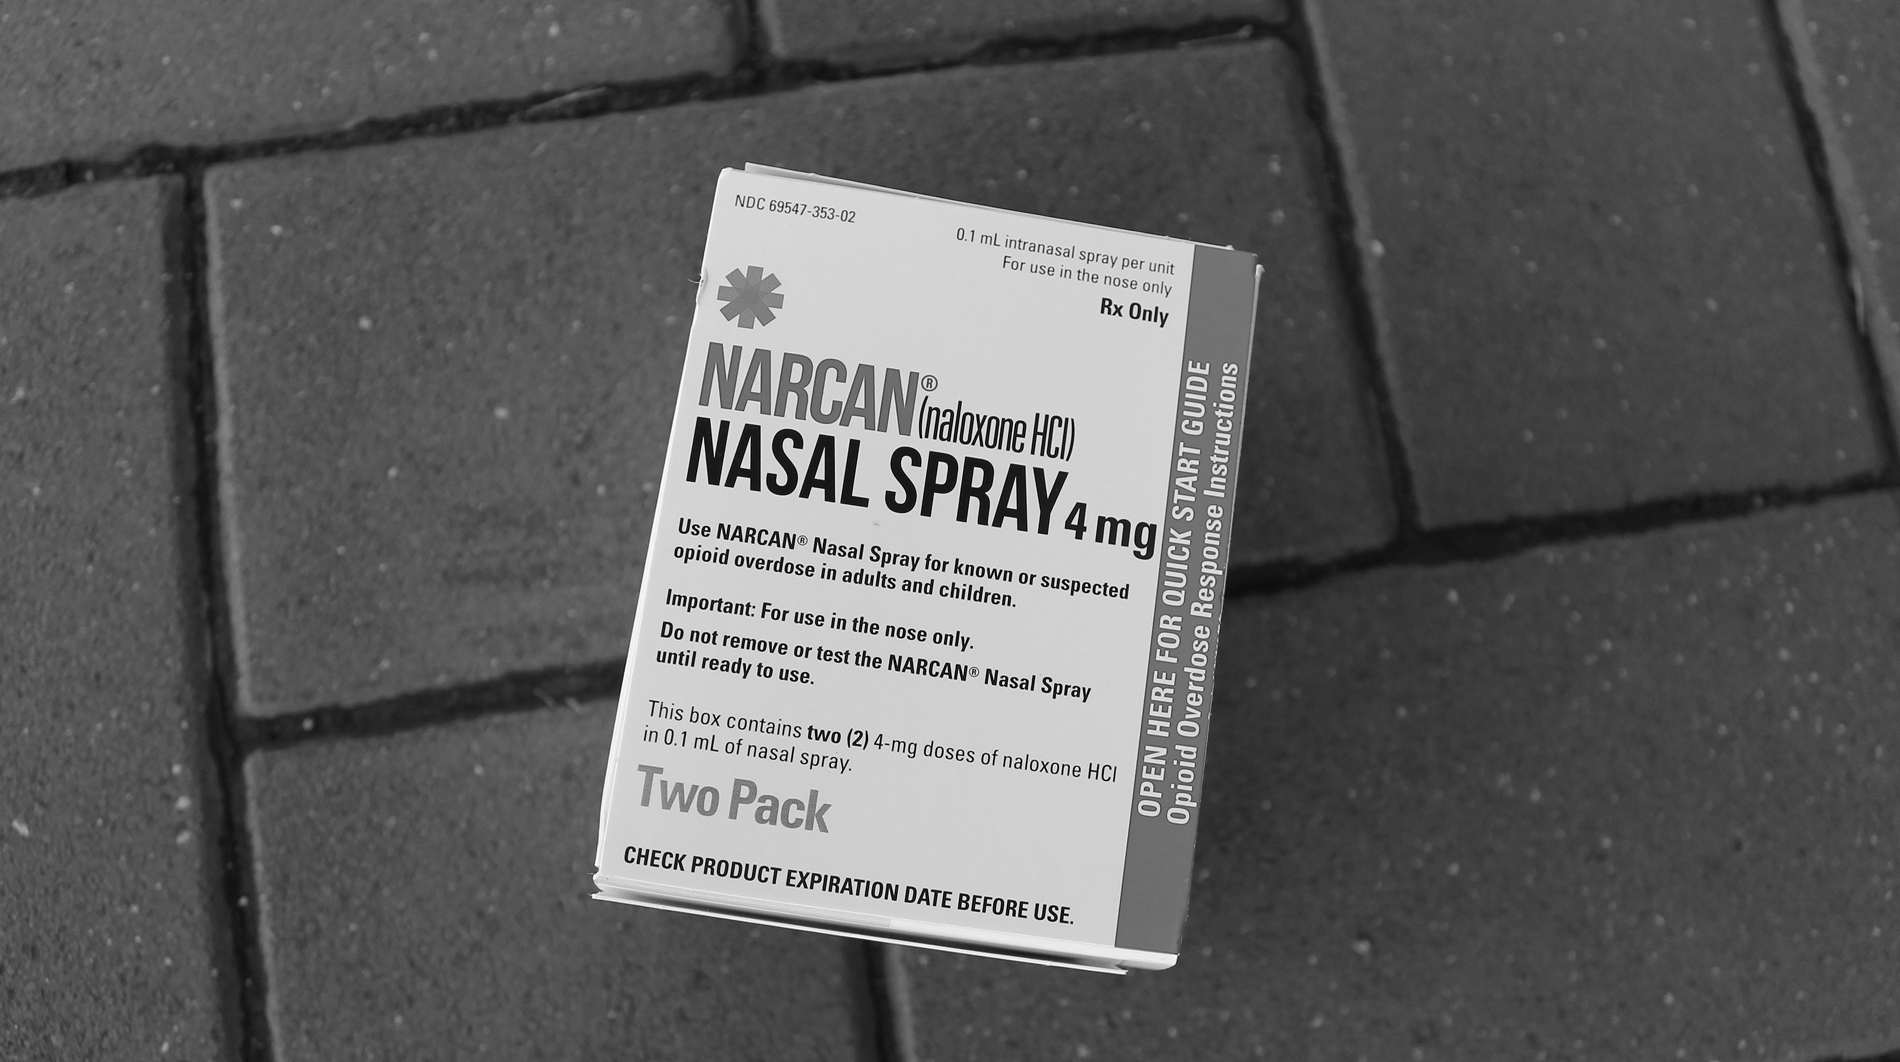 NDC 69547-353-02
0.1 mL intranasal spray per unit
For use in the nose only
Rx Only
NARCAN® (naloxone HCl)
NASAL SPRAY 4 mg
Use NARCAN® Nasal Spray for known or suspected
opioid overdose in adults and children.
Important: For use in the nose only.
Do not remove or test the NARCAN® Nasal Spray
until ready to use.
This box contains two (2) 4-mg doses of naloxone HCl
in 0.1 mL of nasal spray.
Two Pack
CHECK PRODUCT EXPIRATION DATE BEFORE USE.
OPEN HERE FOR QUICK START GUIDE
Opioid Overdose Response Instructions